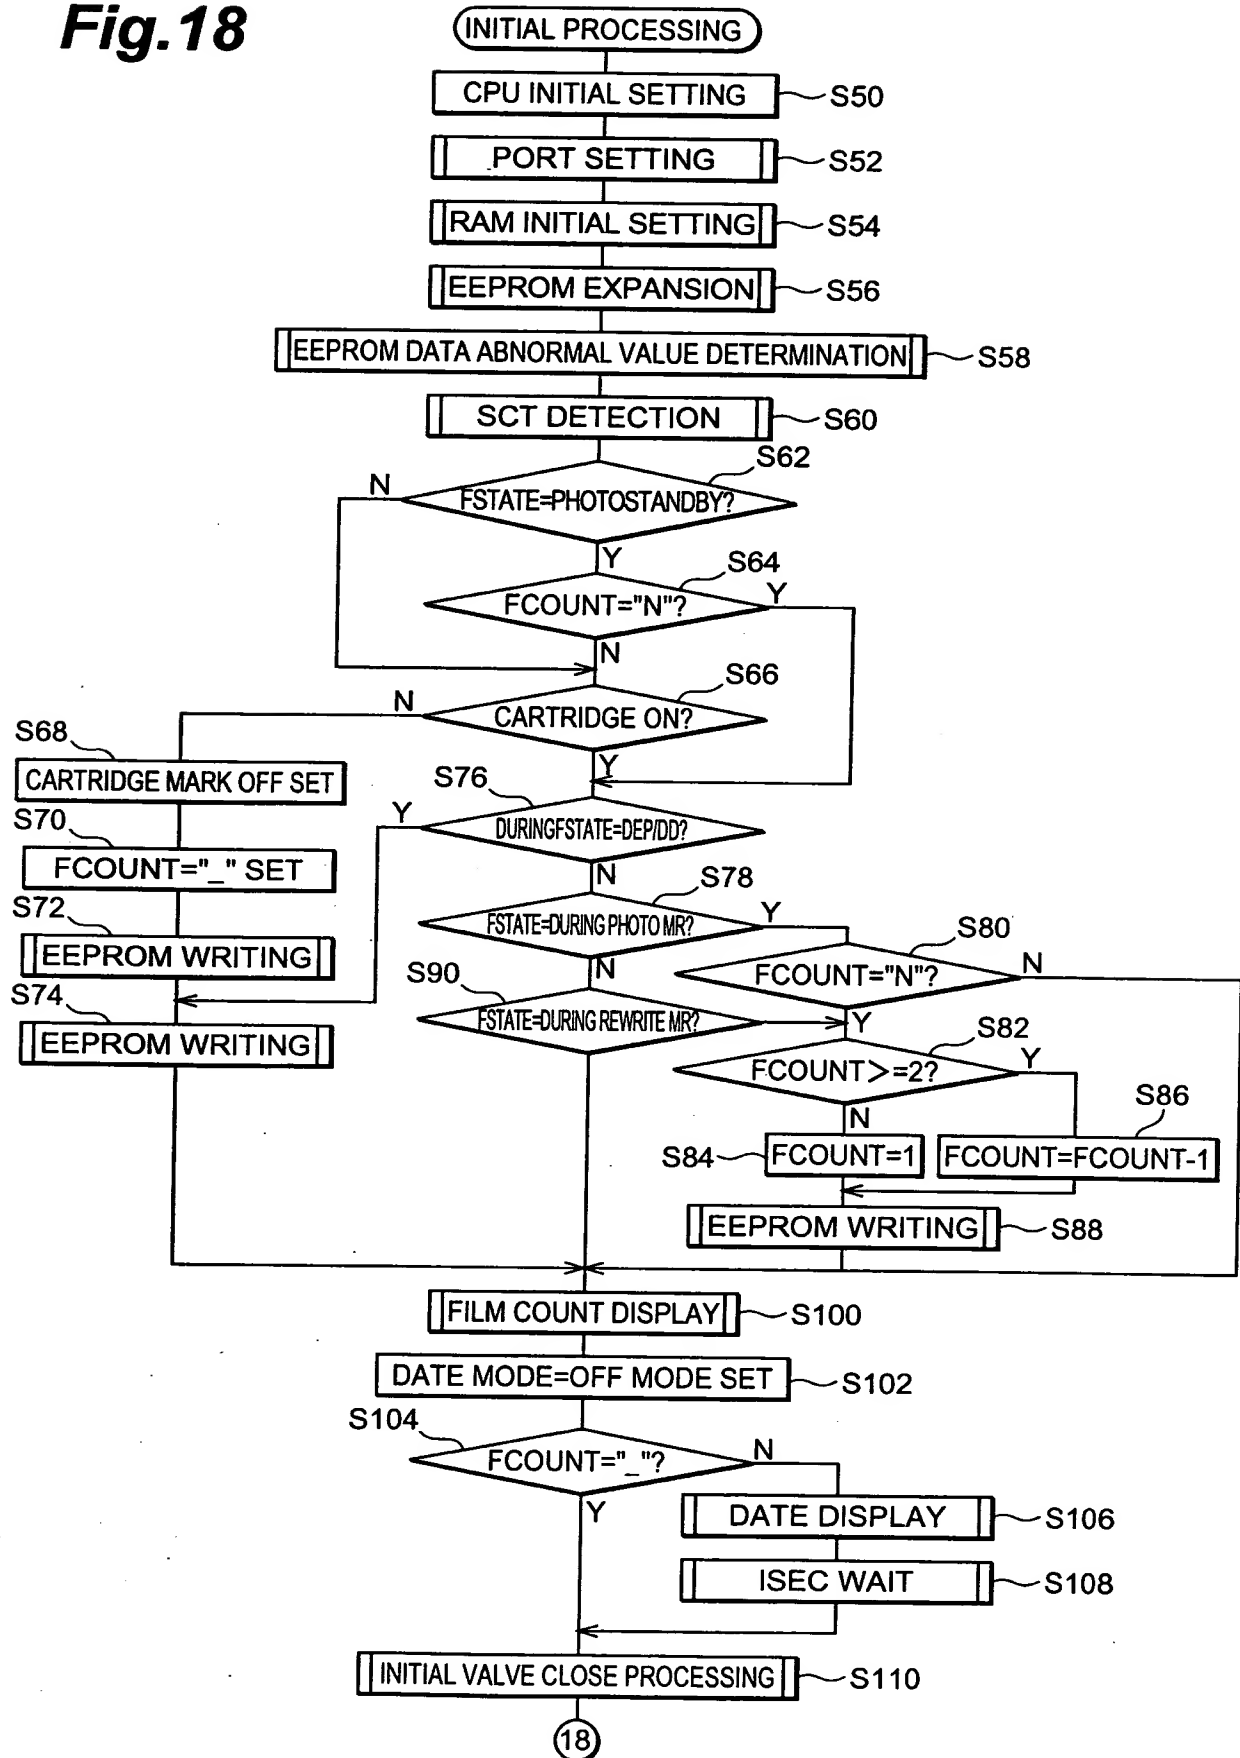 Fig.18
INITIAL PROCESSING
CPU INITIAL SETTING S50
PORT SETTING S52
RAM INITIAL SETTING S54
EEPROM EXPANSION S56
EEPROM DATA ABNORMAL VALUE DETERMINATION S58
SCT DETECTION S60
S62
N
FSTATE=PHOTOSTANDBY?
Y
S64
FCOUNT="N"?
Y
N
S66
N
CARTRIDGE ON?
Y
S68
CARTRIDGE MARK OFF SET
S70
FCOUNT="_" SET
S72
EEPROM WRITING
S74
EEPROM WRITING
S76
Y
DURINGFSTATE=DEP/DD?
N
S78
FSTATE=DURING PHOTO MR?
Y
N
S80
FCOUNT="N"?
N
Y
S90
FSTATE=DURING REWRITE MR?
S82
FCOUNT>=2?
Y
N
S84
FCOUNT=1
S86
FCOUNT=FCOUNT-1
EEPROM WRITING S88
FILM COUNT DISPLAY S100
DATE MODE=OFF MODE SET S102
S104
FCOUNT="_"?
N
Y
DATE DISPLAY S106
ISEC WAIT S108
INITIAL VALVE CLOSE PROCESSING S110
18